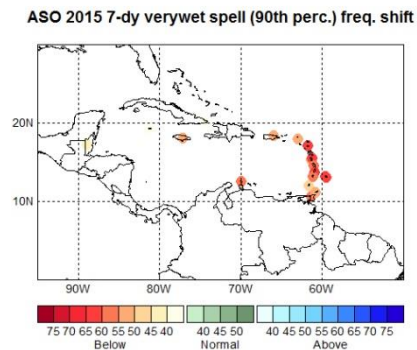 ASO 2015 7-dy verywet spell (90th perc.) freq. shift
20N
10N
90W 80W 70W 60W
75 70 65 60 55 50 45 40 40 45 50 40 45 50 55 60 65 70 75
Below Normal Above